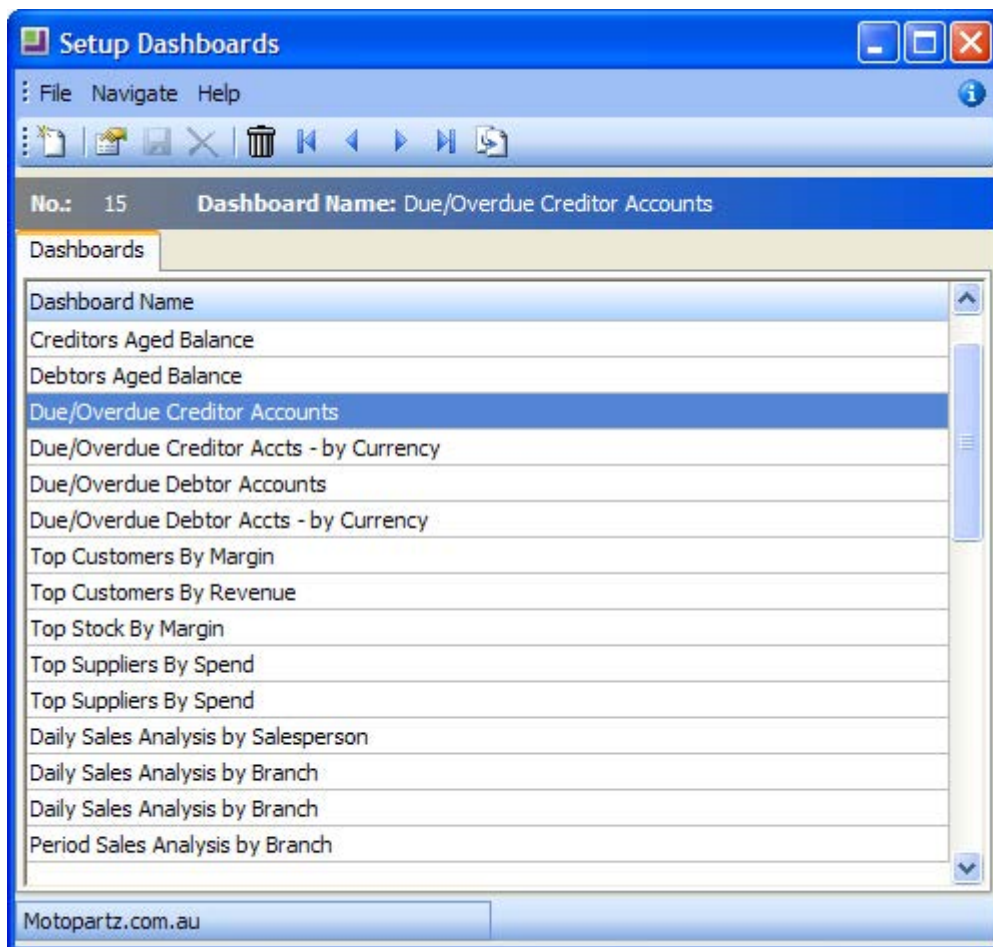 Setup Dashboards
File Navigate Help
No.: 15 Dashboard Name: Due/Overdue Creditor Accounts
Dashboards
Dashboard Name
Creditors Aged Balance
Debtors Aged Balance
Due/Overdue Creditor Accounts
Due/Overdue Creditor Accts - by Currency
Due/Overdue Debtor Accounts
Due/Overdue Debtor Accts - by Currency
Top Customers By Margin
Top Customers By Revenue
Top Stock By Margin
Top Suppliers By Spend
Top Suppliers By Spend
Daily Sales Analysis by Salesperson
Daily Sales Analysis by Branch
Daily Sales Analysis by Branch
Period Sales Analysis by Branch
Motopartz.com.au